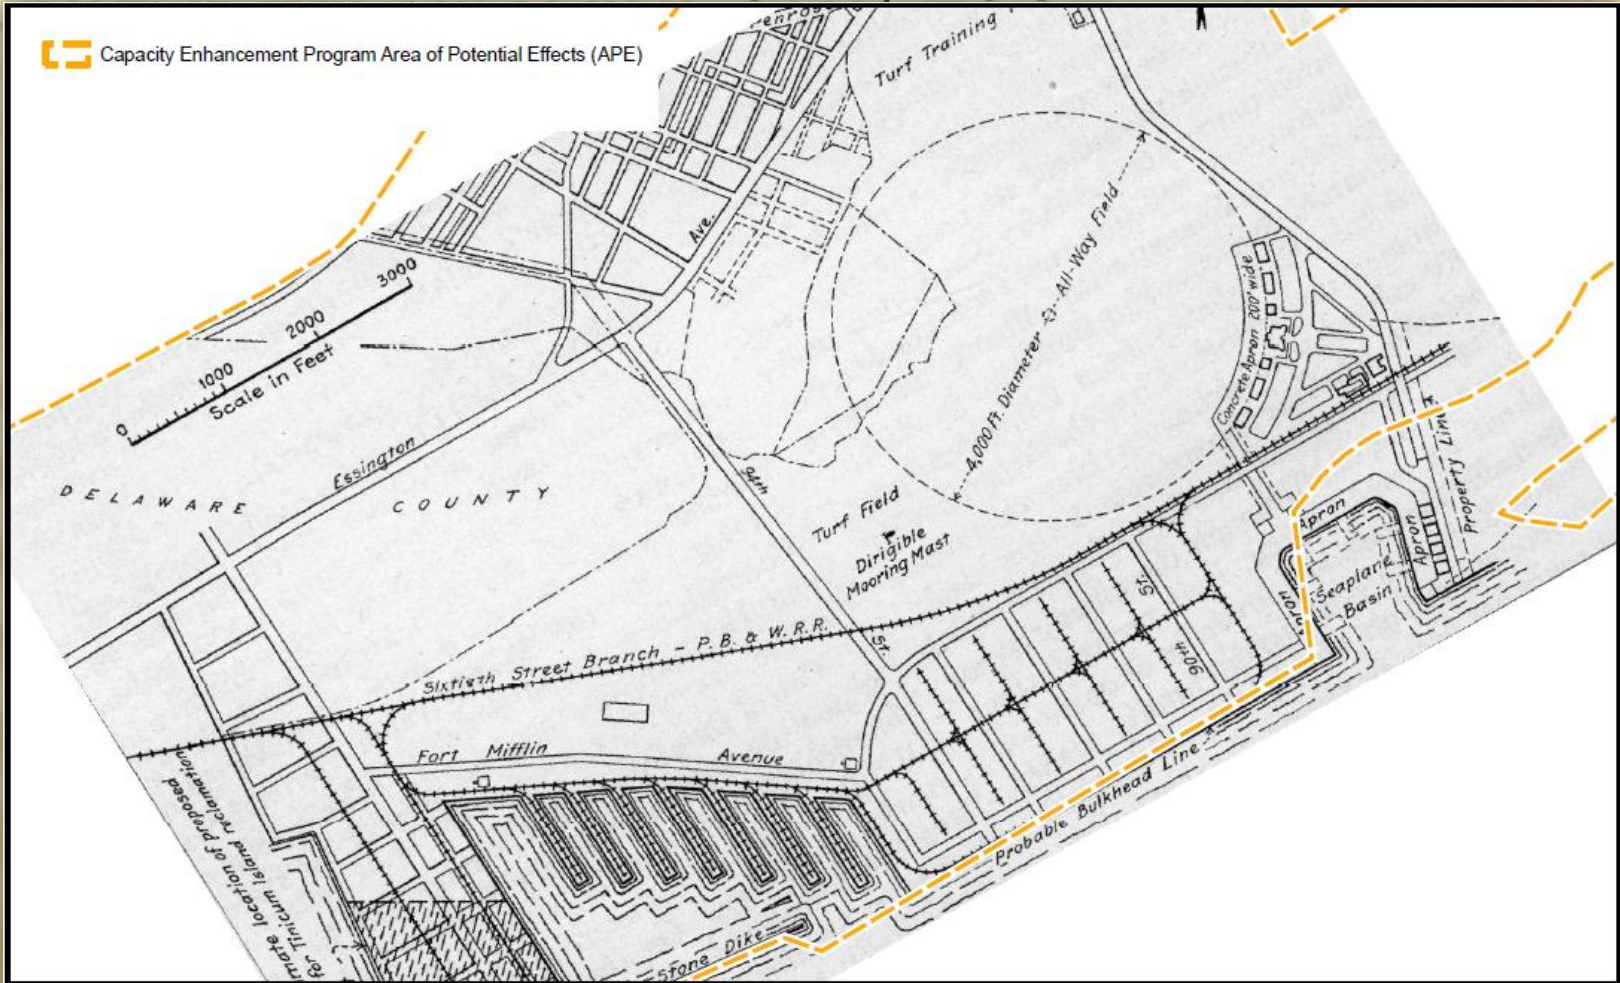 Capacity Enhancement Program Area of Potential Effects (APE)
Turf Training
Ave.
0 1000 2000 3000
Scale in Feet
4,000 Ft. Diameter - All-Way Field
Concrete Apron 200' wide
Essington
DELAWARE COUNTY
94th
St.
Turf Field
Dirigible
Mooring Mast
Property Line
Apron
Apron
Apron
Seaplane
Basin
90th
St.
Sixtieth Street Branch - P. B. & W. R.R.
Fort Mifflin Avenue
Probable Bulkhead Line
Stone Dike
location of proposed
for Tinicum Island reclamation